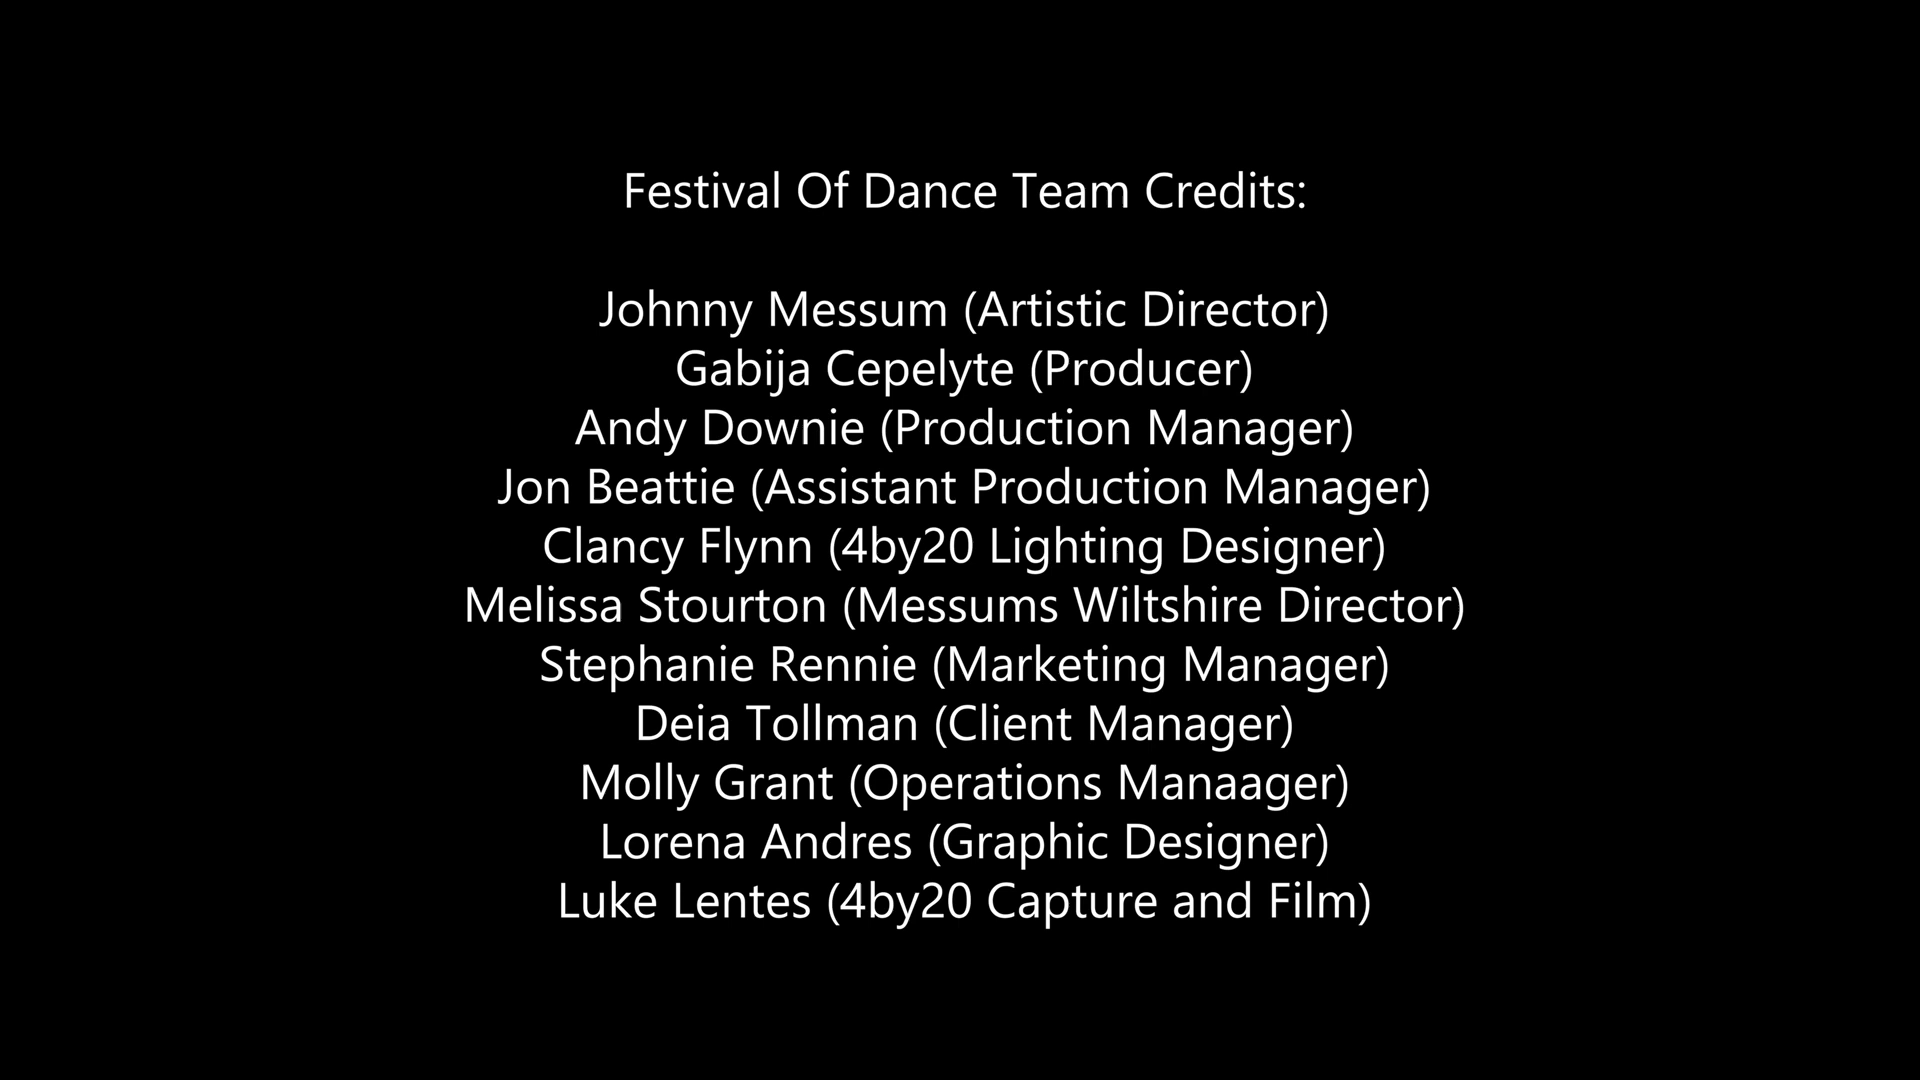 Festival Of Dance Team Credits:
Johnny Messum (Artistic Director)
Gabija Cepelyte (Producer)
Andy Downie (Production Manager)
Jon Beattie (Assistant Production Manager)
Clancy Flynn (4by20 Lighting Designer)
Melissa Stourton (Messums Wiltshire Director)
Stephanie Rennie (Marketing Manager)
Deia Tollman (Client Manager)
Molly Grant (Operations Manaager)
Lorena Andres (Graphic Designer)
Luke Lentes (4by20 Capture and Film)